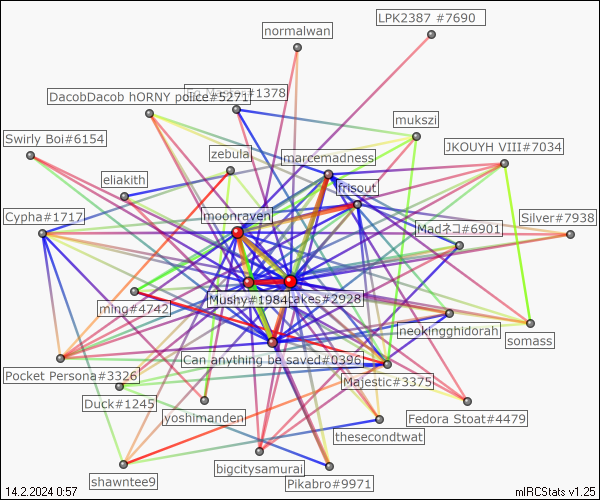 LPK2387 #7690
normalwan
#1378
DacobDacob hORNY police#5271
mukszi
Swirly Boi#6154
zebulai
marcemadness
JKOUYH VIII#7034
eliakith
frisout
Cypha#1717
moonraven
Silver#7938
Madネコ#6901
Mushy#1984
cakes#2928
ming#4742
neokingghidorah
somass
Can anything be saved#0396
Pocket Persona#3326
Majestic#3375
Duck#1245
yoshimanden
Fedora Stoat#4479
thesecondtwat
shawntee9
bigcitysamurai
Pikabro#9971
14.2.2024 0:57
mIRCStats v1.25